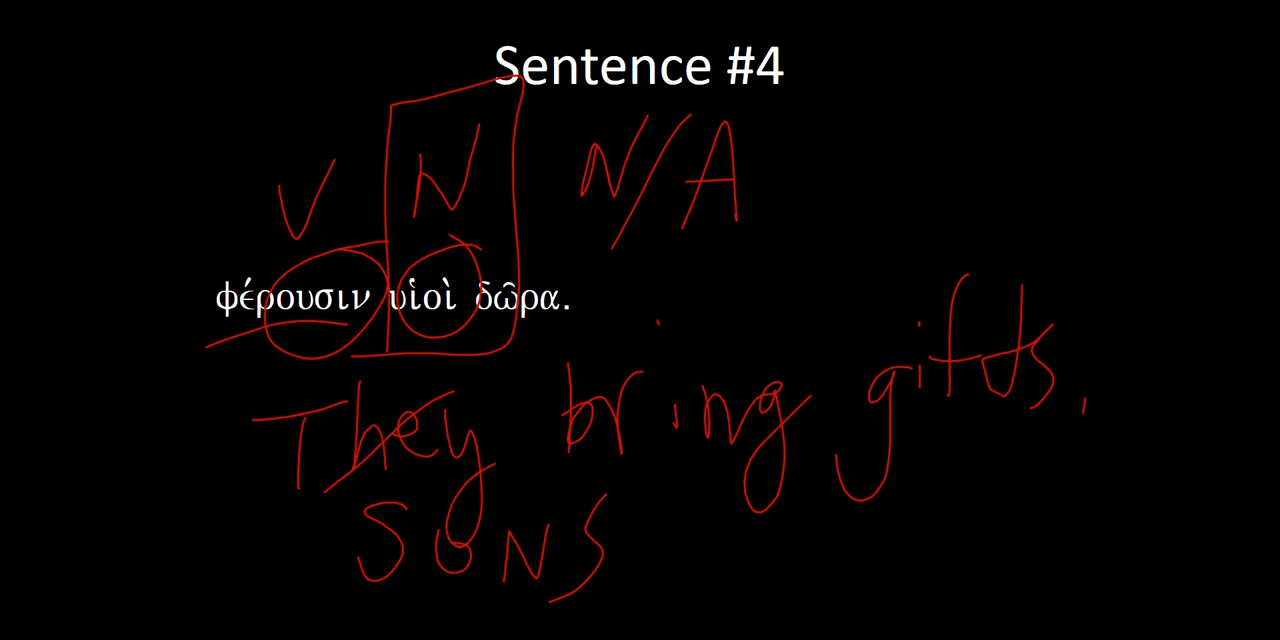 Sentence #4
V N N/A
φέρουσιν υἱοὶ δῶρα.
They bring gifts.
SONS